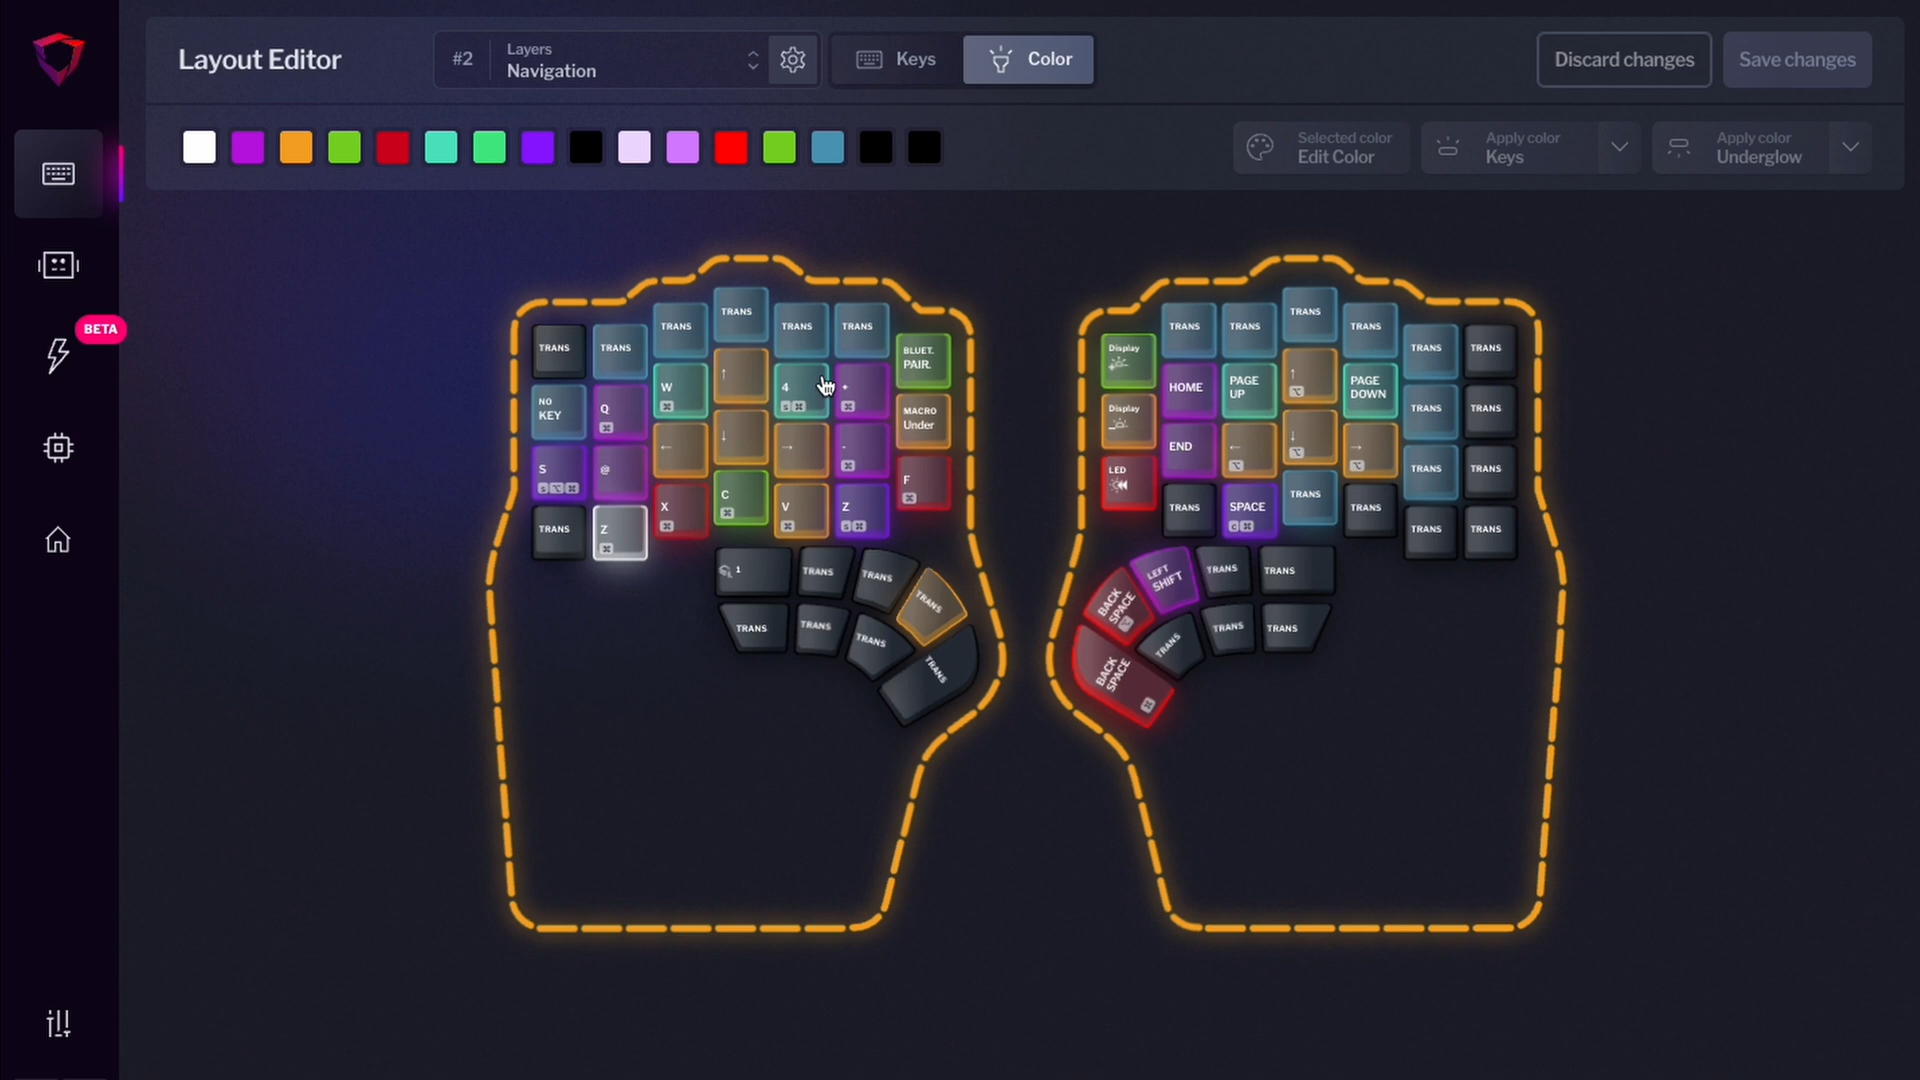 Layout Editor
#2
Layers
Navigation
Keys
Color
Discard changes
Save changes
Selected color
Edit Color
Apply color
Keys
Apply color
Underglow
BETA
TRANS
TRANS
TRANS
TRANS
TRANS
TRANS
BLUET.
PAIR.
NO
KEY
Q
⌘
W
⌘
↑
4
S ⌘
+
⌘
MACRO
Under
S
S ⌥ ⌘
@
←
↓
→
-
⌘
F
⌘
TRANS
Z
⌘
X
⌘
C
⌘
V
⌘
Z
S ⌘
1
TRANS
TRANS
TRANS
TRANS
TRANS
TRANS
TRANS
Display
TRANS
TRANS
TRANS
TRANS
TRANS
TRANS
Display
HOME
PAGE
UP
↑
⌥
PAGE
DOWN
TRANS
TRANS
LED
END
←
⌥
↓
⌥
→
⌥
TRANS
TRANS
TRANS
SPACE
C ⌘
TRANS
TRANS
TRANS
TRANS
BACK
SPACE
⌥
LEFT
SHIFT
TRANS
TRANS
BACK
SPACE
⌘
TRANS
TRANS
TRANS